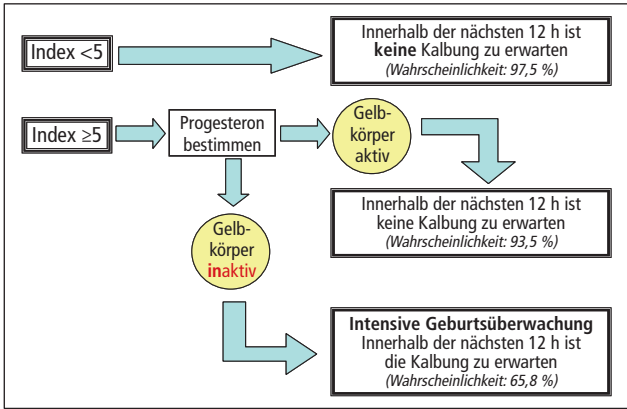 Index <5
Innerhalb der nächsten 12 h ist
keine Kalbung zu erwarten
(Wahrscheinlichkeit: 97,5 %)
Index ≥5
Progesteron
bestimmen
Gelb-
körper
aktiv
Innerhalb der nächsten 12 h ist
keine Kalbung zu erwarten
(Wahrscheinlichkeit: 93,5 %)
Gelb-
körper
inaktiv
Intensive Geburtsüberwachung
Innerhalb der nächsten 12 h ist
die Kalbung zu erwarten
(Wahrscheinlichkeit: 65,8 %)